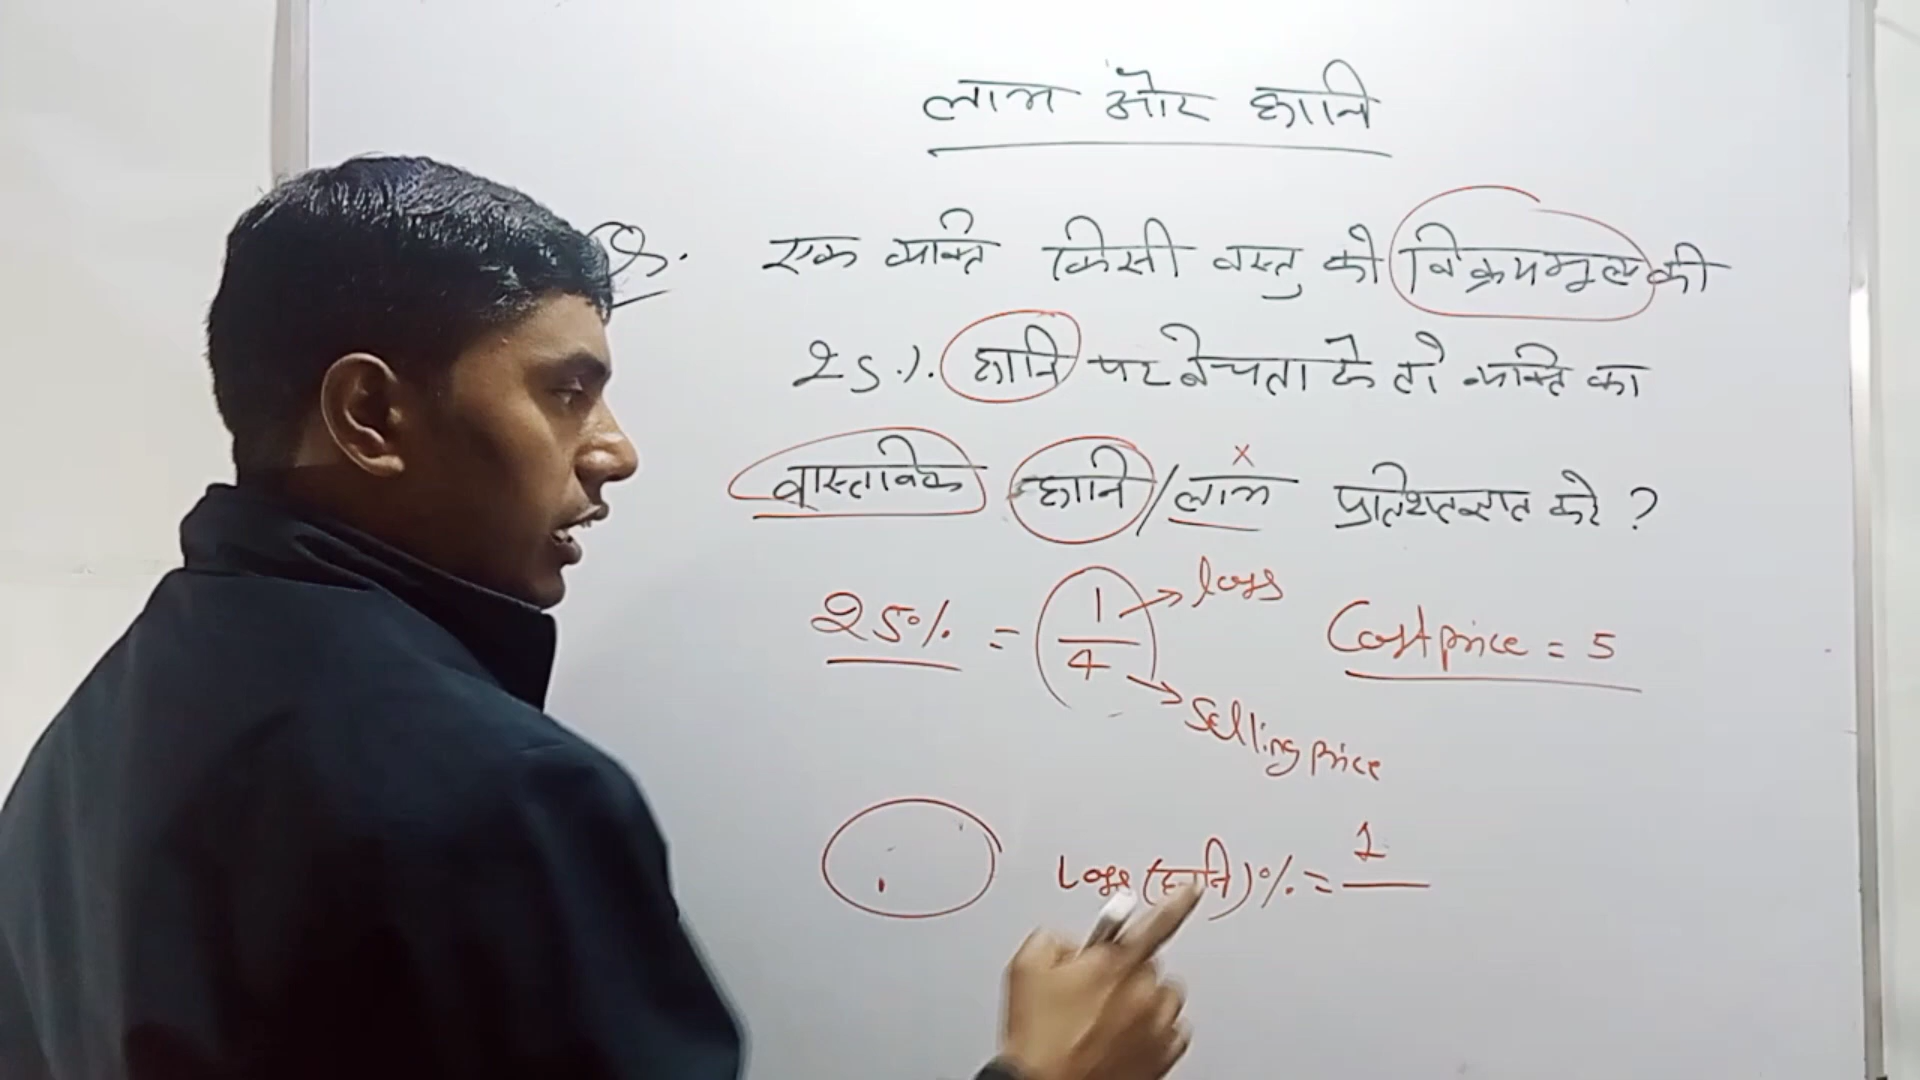 लाभ और हानि
Q. एक व्यक्ति किसी वस्तु को विक्रयमूल्य की
25% हानि पर बेचता है तो व्यक्ति का
वास्तविक हानि/लाभ प्रतिशत ज्ञात करे ?
x
25% = 1/4
loss
Selling price
Cost price = 5
Loss (हानि)% = 1